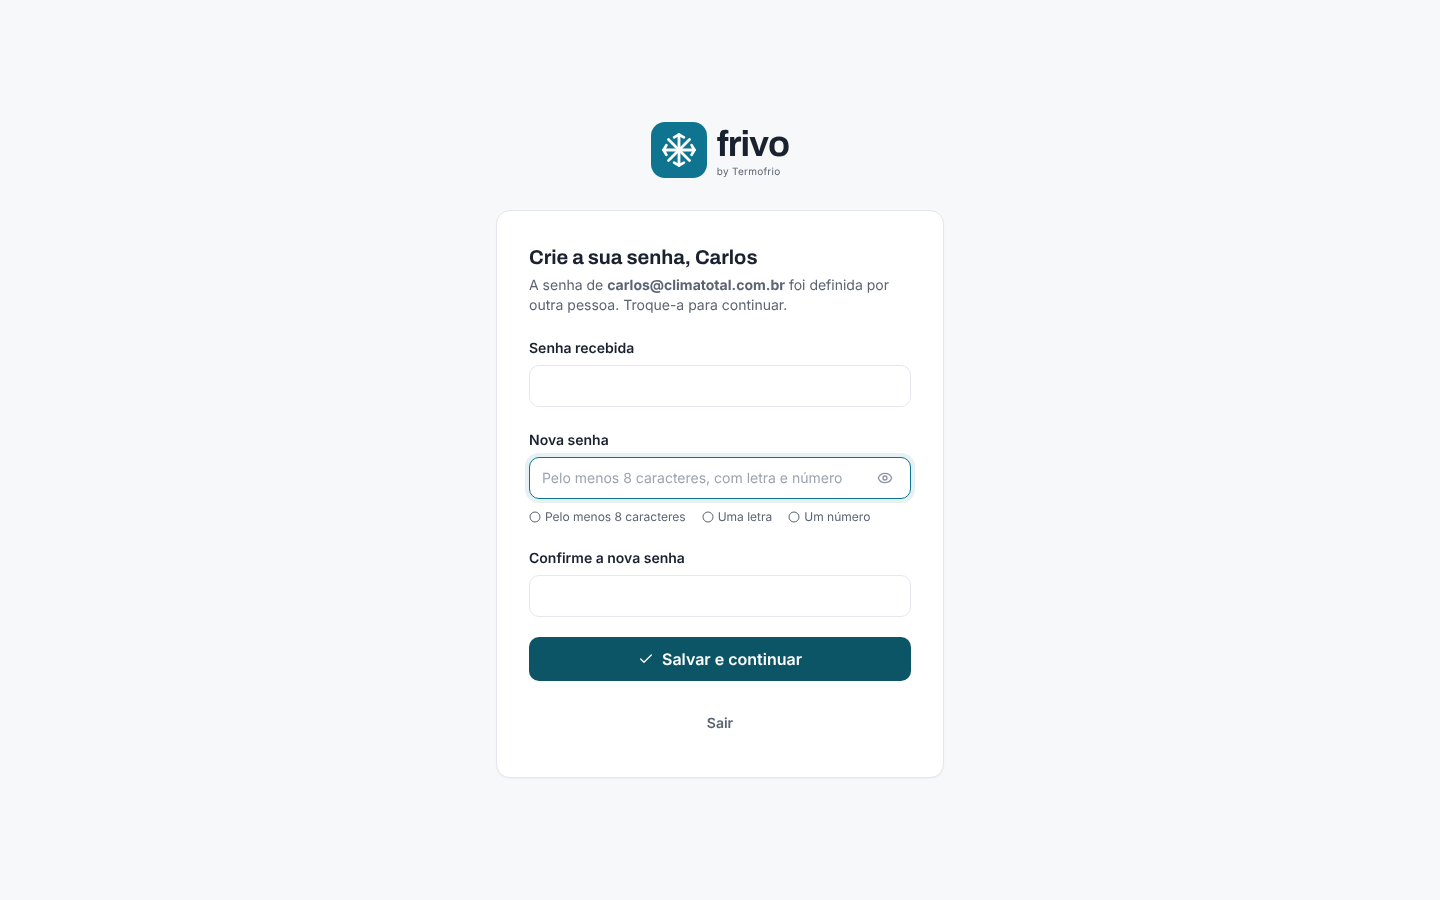 frivo
by Termofrio
Crie a sua senha, Carlos
A senha de carlos@climatotal.com.br foi definida por
outra pessoa. Troque-a para continuar.
Senha recebida
Nova senha
Pelo menos 8 caracteres, com letra e número
Pelo menos 8 caracteres Uma letra Um número
Confirme a nova senha
Salvar e continuar
Sair